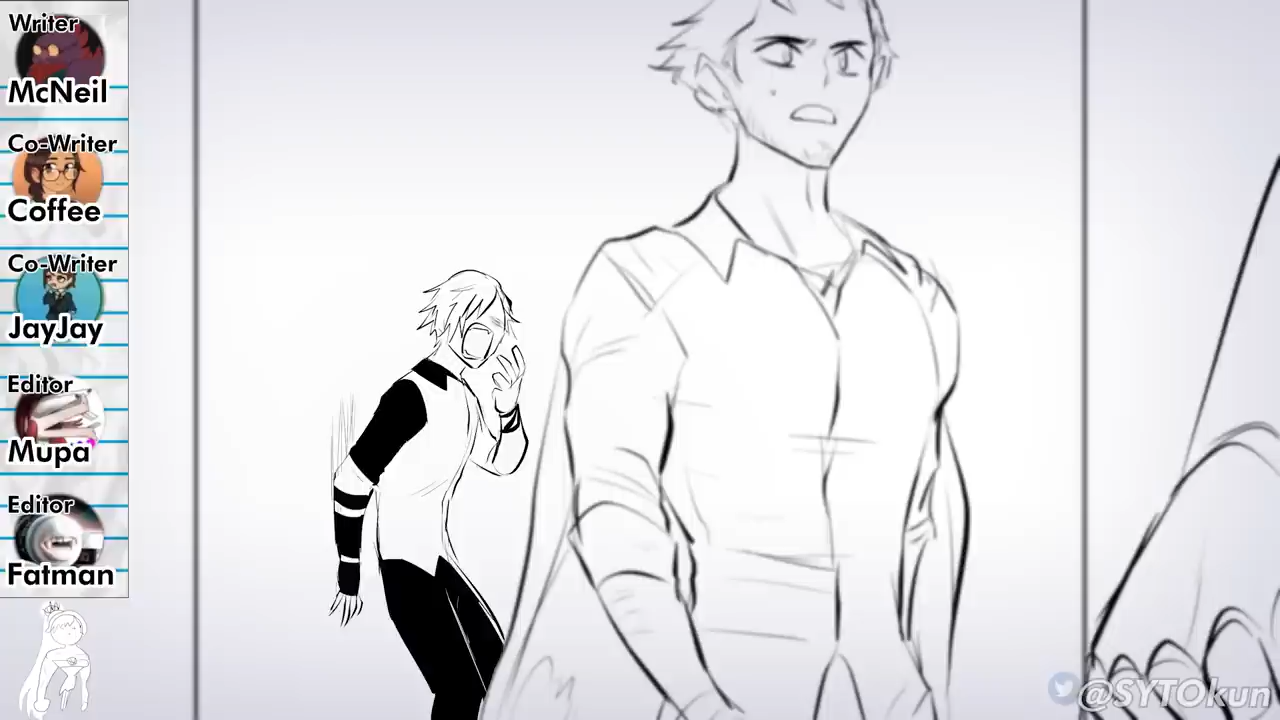 Writer
McNeil
Co-Writer
Coffee
Co-Writer
JayJay
Editor
Mupa
Editor
Fatman
@SYTOkun